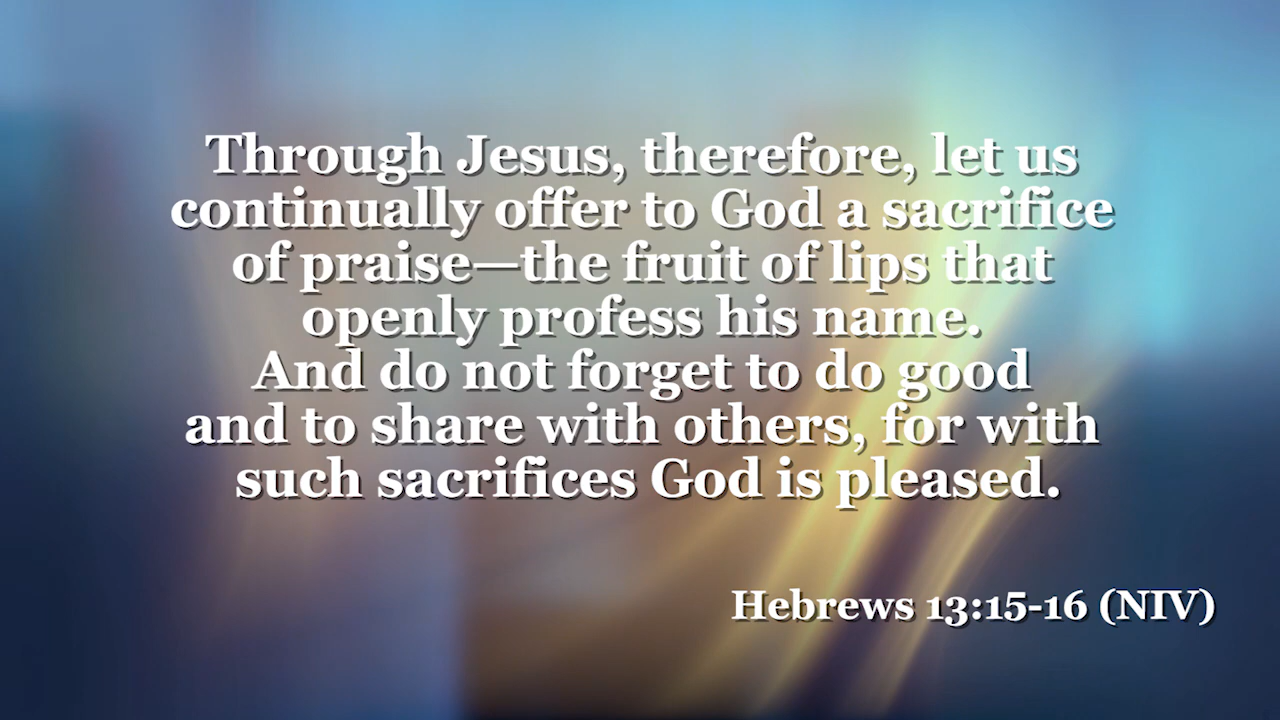 Through Jesus, therefore, let us
continually offer to God a sacrifice
of praise—the fruit of lips that
openly profess his name.
And do not forget to do good
and to share with others, for with
such sacrifices God is pleased.
Hebrews 13:15-16 (NIV)